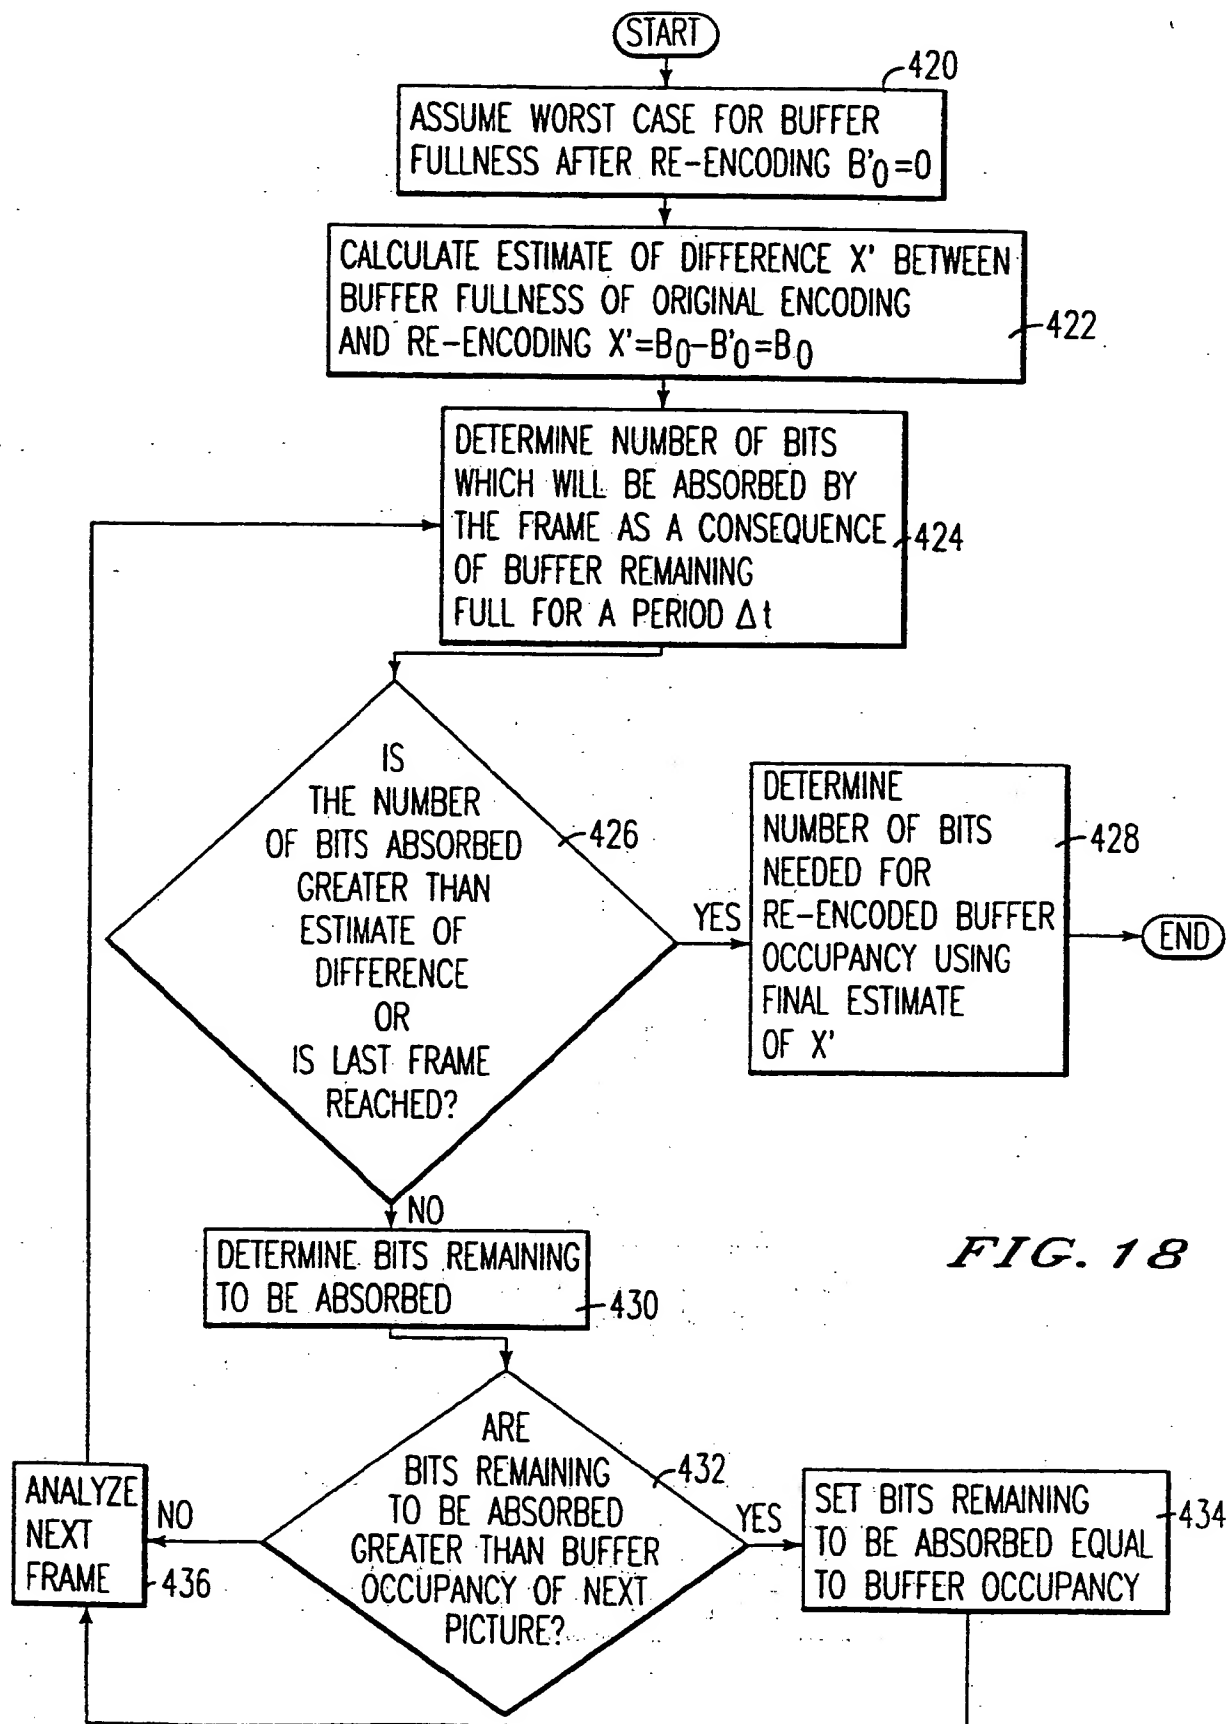 START
420
ASSUME WORST CASE FOR BUFFER
FULLNESS AFTER RE-ENCODING B'0=0
CALCULATE ESTIMATE OF DIFFERENCE X' BETWEEN
BUFFER FULLNESS OF ORIGINAL ENCODING
AND RE-ENCODING X'=B0-B'0=B0
422
DETERMINE NUMBER OF BITS
WHICH WILL BE ABSORBED BY
THE FRAME AS A CONSEQUENCE
OF BUFFER REMAINING
FULL FOR A PERIOD Δt
424
IS
THE NUMBER
OF BITS ABSORBED
GREATER THAN
ESTIMATE OF
DIFFERENCE
OR
IS LAST FRAME
REACHED?
426
YES
DETERMINE
NUMBER OF BITS
NEEDED FOR
RE-ENCODED BUFFER
OCCUPANCY USING
FINAL ESTIMATE
OF X'
428
END
NO
DETERMINE BITS REMAINING
TO BE ABSORBED
430
FIG. 18
ARE
BITS REMAINING
TO BE ABSORBED
GREATER THAN BUFFER
OCCUPANCY OF NEXT
PICTURE?
432
YES
SET BITS REMAINING
TO BE ABSORBED EQUAL
TO BUFFER OCCUPANCY
434
NO
ANALYZE
NEXT
FRAME
436